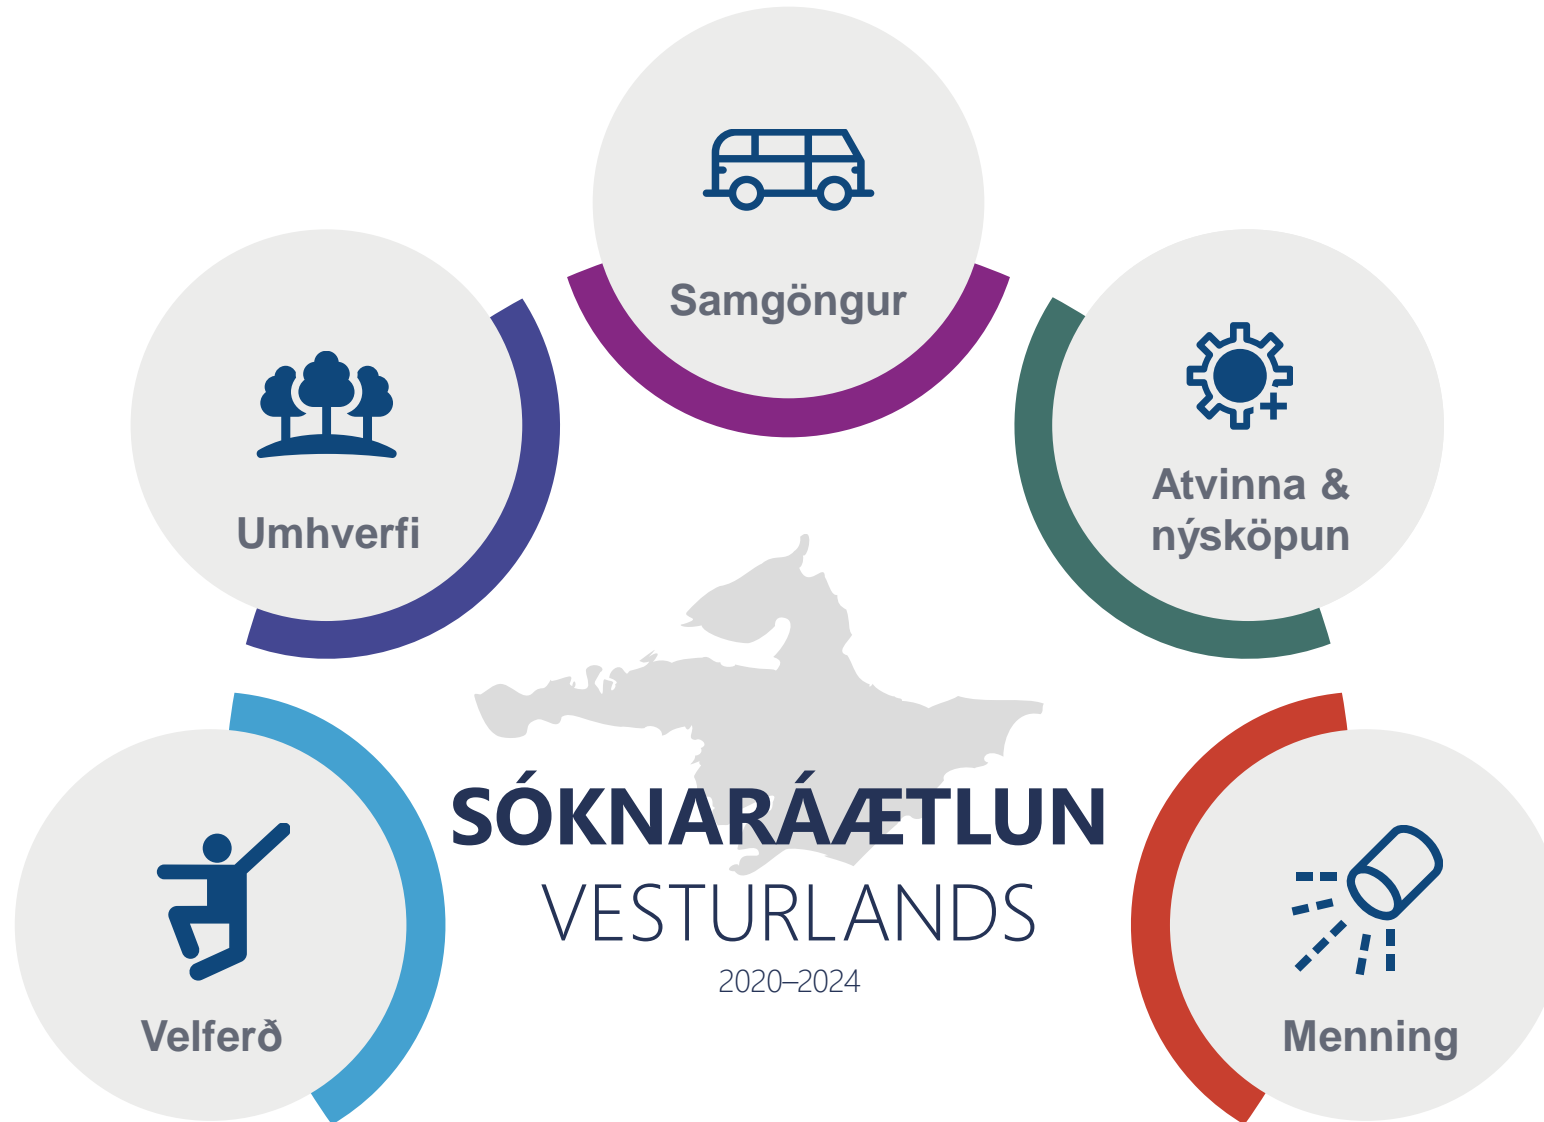 Samgöngur
Umhverfi
Atvinna &
nýsköpun
SÓKNARÁÆTLUN
VESTURLANDS
2020–2024
Velferð
Menning